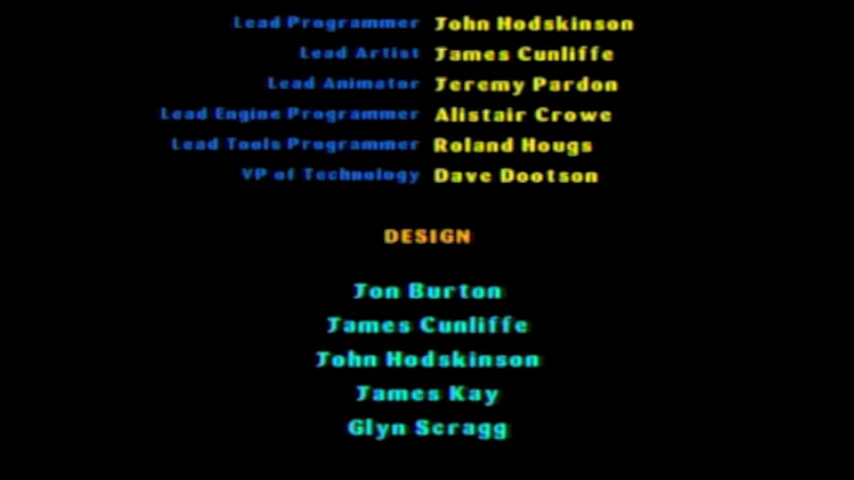 Lead Programmer John Hodskinson
Lead Artist James Cunliffe
Lead Animator Jeremy Pardon
Lead Engine Programmer Alistair Crowe
Lead Tools Programmer Roland Hougs
VP of Technology Dave Dootson
DESIGN
Jon Burton
James Cunliffe
John Hodskinson
James Kay
Glyn Scragg